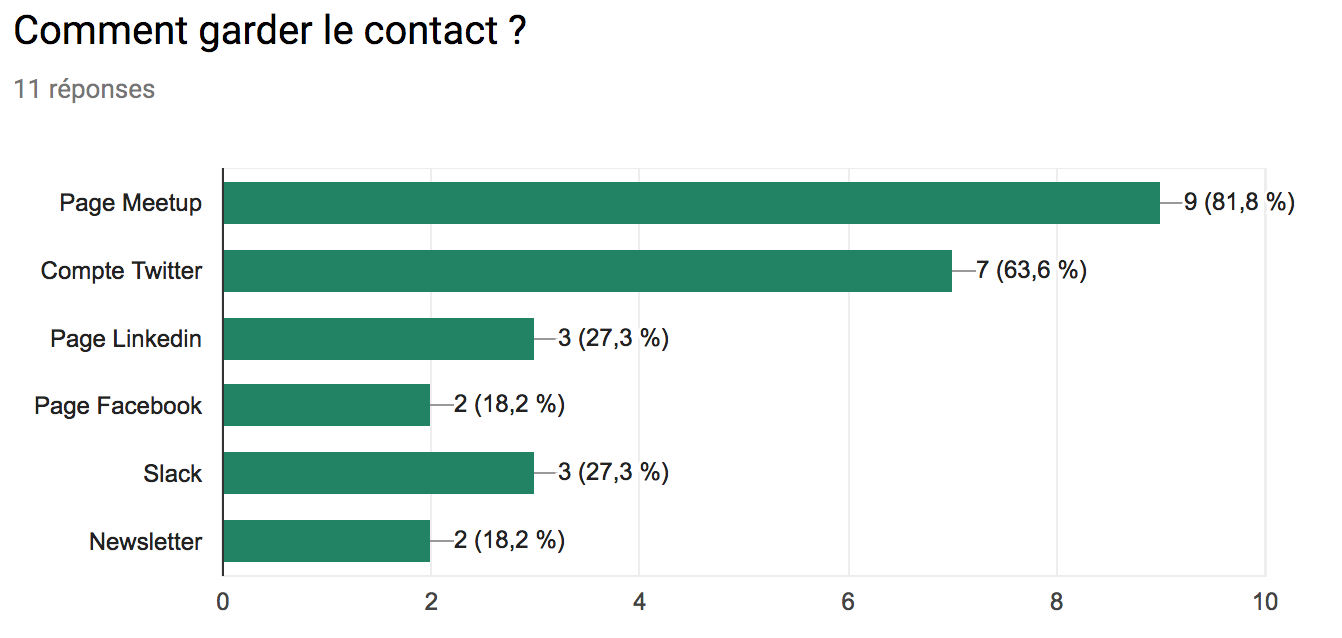 Comment garder le contact ?
11 réponses
Page Meetup 9 (81,8 %)
Compte Twitter 7 (63,6 %)
Page Linkedin 3 (27,3 %)
Page Facebook 2 (18,2 %)
Slack 3 (27,3 %)
Newsletter 2 (18,2 %)
0 2 4 6 8 10